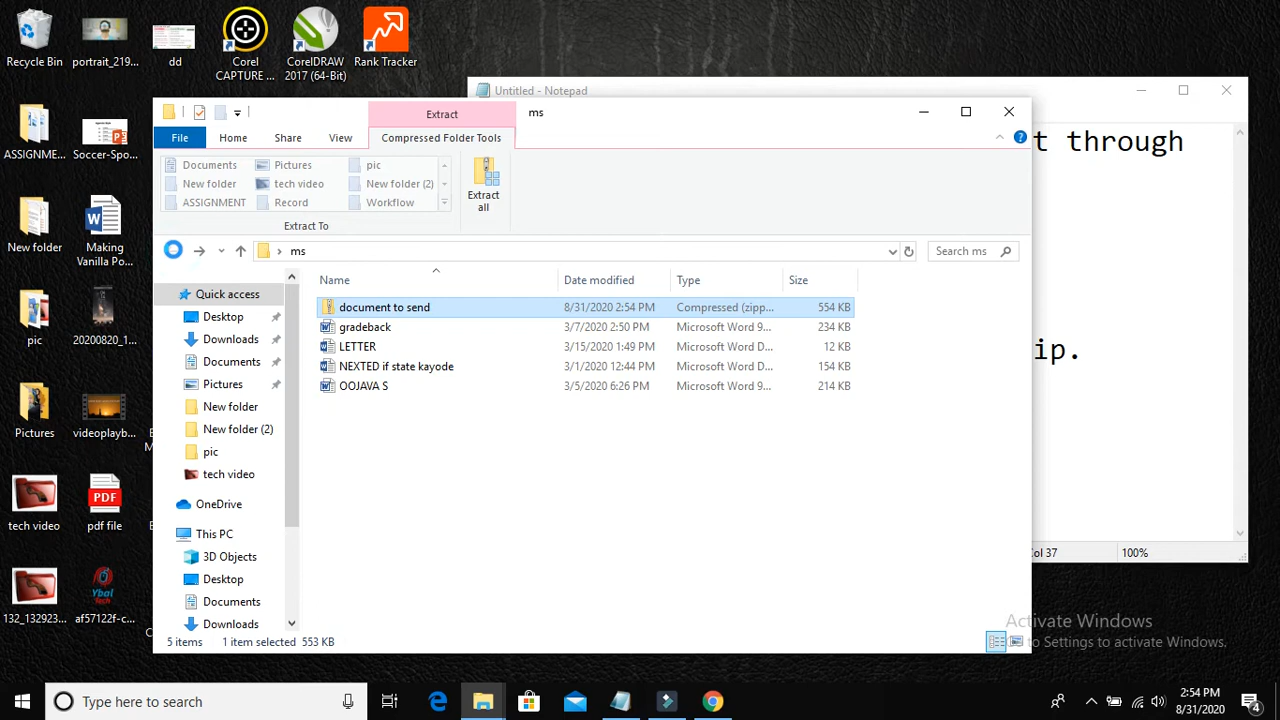 Recycle Bin
portrait_219...
dd
Corel
CAPTURE ...
CorelDRAW
2017 (64-Bit)
Rank Tracker
ASSIGNME...
Soccer-Spo...
New folder
Making
Vanilla Po...
pic
20200820_1...
Pictures
videoplayb...
tech video
PDF
pdf file
132_132923...
Ybal
Tech
af57122f-c...
Untitled - Notepad
t through
ip.
Col 37
100%
Extract
ms
File
Home
Share
View
Compressed Folder Tools
Documents
Pictures
pic
New folder
tech video
New folder (2)
ASSIGNMENT
Record
Workflow
Extract To
Extract
all
ms
Search ms
Name
Date modified
Type
Size
document to send
8/31/2020 2:54 PM
Compressed (zipp...
554 KB
gradeback
3/7/2020 2:50 PM
Microsoft Word 9...
234 KB
LETTER
3/15/2020 1:49 PM
Microsoft Word D...
12 KB
NEXTED if state kayode
3/1/2020 12:44 PM
Microsoft Word D...
154 KB
OOJAVA S
3/5/2020 6:26 PM
Microsoft Word 9...
214 KB
Quick access
Desktop
Downloads
Documents
Pictures
New folder
New folder (2)
pic
tech video
OneDrive
This PC
3D Objects
Desktop
Documents
Downloads
5 items
1 item selected 553 KB
Activate Windows
to Settings to activate Windows.
Type here to search
2:54 PM
8/31/2020
4